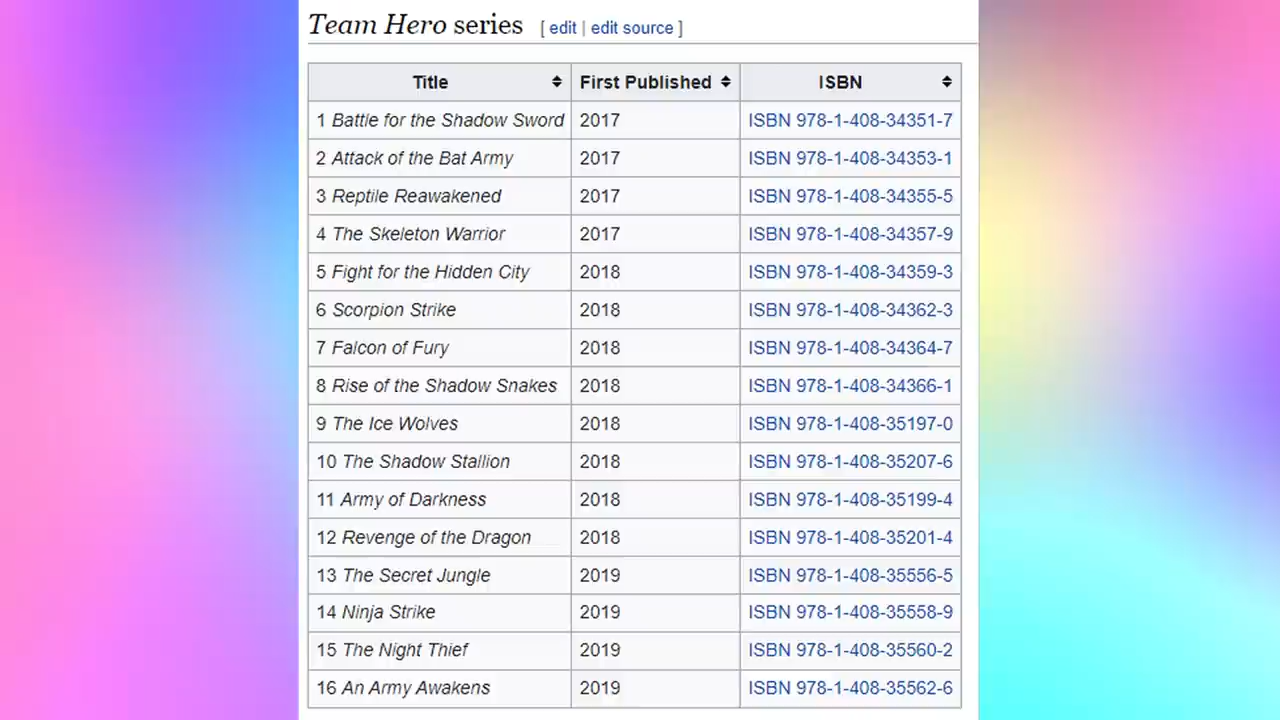 Team Hero series [ edit | edit source ]
Title First Published ISBN
1 Battle for the Shadow Sword 2017 ISBN 978-1-408-34351-7
2 Attack of the Bat Army 2017 ISBN 978-1-408-34353-1
3 Reptile Reawakened 2017 ISBN 978-1-408-34355-5
4 The Skeleton Warrior 2017 ISBN 978-1-408-34357-9
5 Fight for the Hidden City 2018 ISBN 978-1-408-34359-3
6 Scorpion Strike 2018 ISBN 978-1-408-34362-3
7 Falcon of Fury 2018 ISBN 978-1-408-34364-7
8 Rise of the Shadow Snakes 2018 ISBN 978-1-408-34366-1
9 The Ice Wolves 2018 ISBN 978-1-408-35197-0
10 The Shadow Stallion 2018 ISBN 978-1-408-35207-6
11 Army of Darkness 2018 ISBN 978-1-408-35199-4
12 Revenge of the Dragon 2018 ISBN 978-1-408-35201-4
13 The Secret Jungle 2019 ISBN 978-1-408-35556-5
14 Ninja Strike 2019 ISBN 978-1-408-35558-9
15 The Night Thief 2019 ISBN 978-1-408-35560-2
16 An Army Awakens 2019 ISBN 978-1-408-35562-6